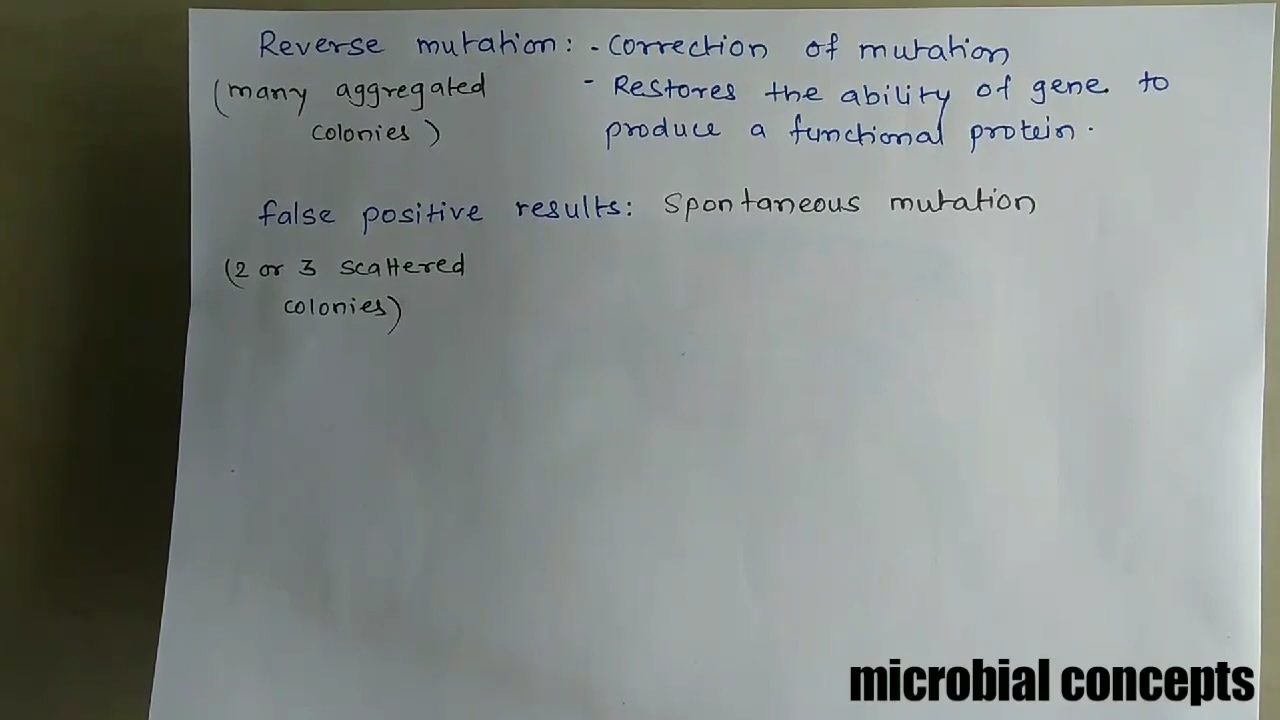 Reverse mutation: - Correction of mutation
(many aggregated colonies) - Restores the ability of gene to
produce a functional protein.
false positive results: Spontaneous mutation
(2 or 3 scattered
colonies)
microbial concepts